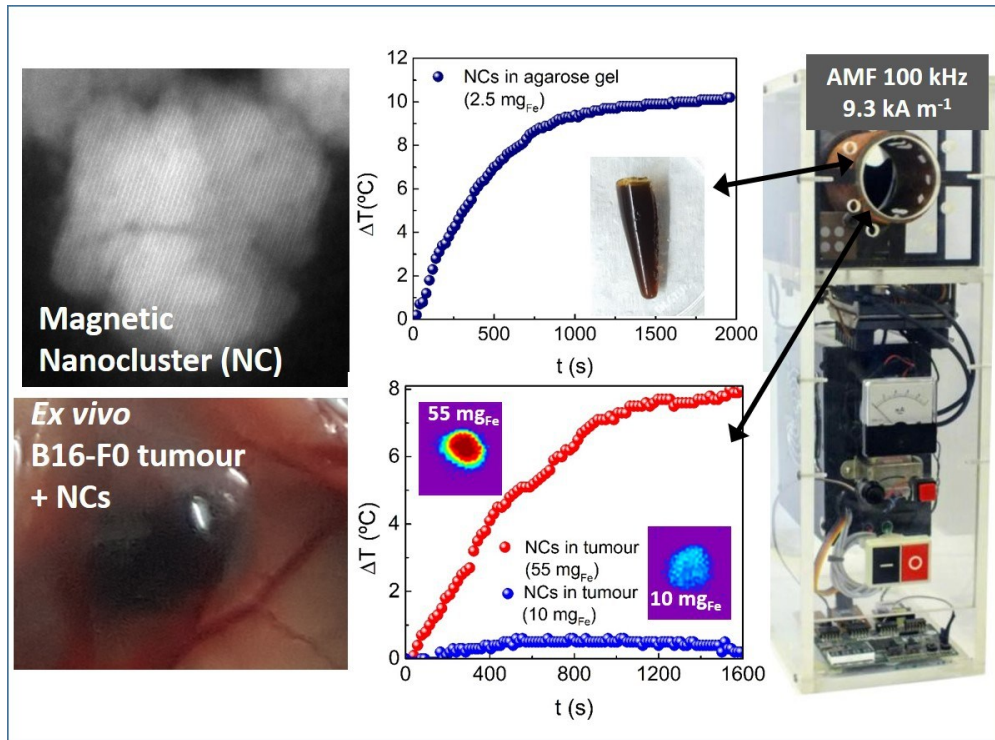 Magnetic
Nanocluster (NC)
Ex vivo
B16-F0 tumour
+ NCs
12
10
8
6
4
2
0
ΔT(ºC)
NCs in agarose gel
(2.5 mgFe)
0
500
1000
1500
2000
t (s)
8
6
4
2
0
ΔT (ºC)
55 mgFe
NCs in tumour
(55 mgFe)
NCs in tumour
(10 mgFe)
10 mgFe
0
400
800
1200
1600
t (s)
AMF 100 kHz
9.3 kA m-1